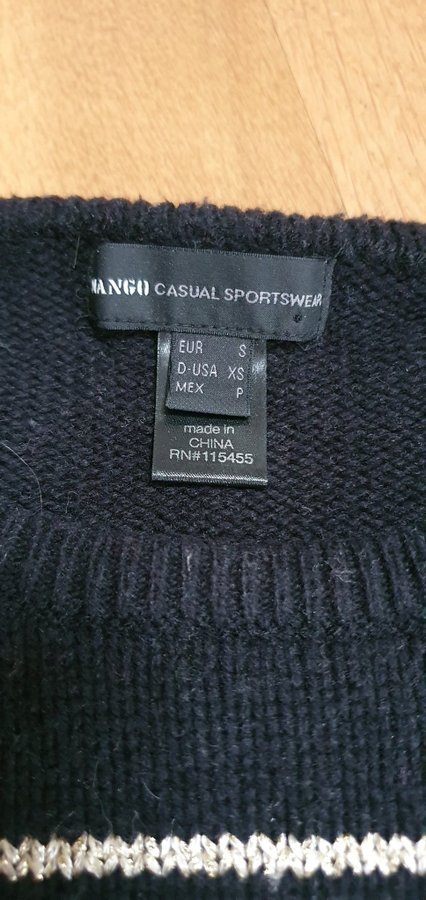 MANGO CASUAL SPORTSWEAR
EUR S
D-USA XS
MEX P
made in
CHINA
RN#115455